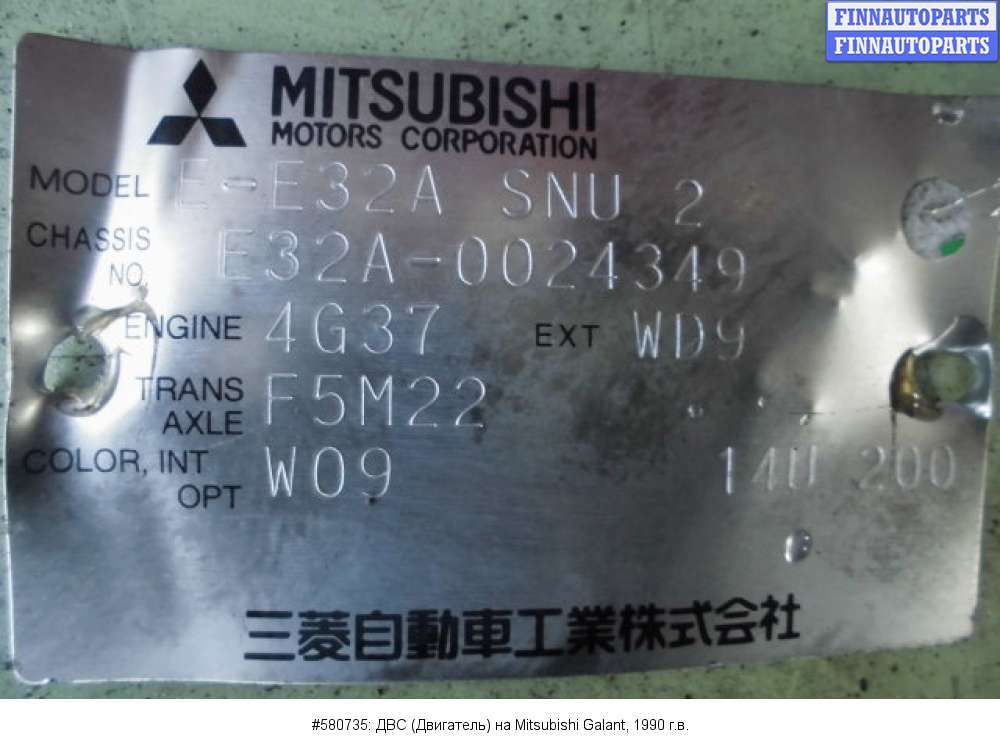 FINNAUTOPARTS
FINNAUTOPARTS
MITSUBISHI
MOTORS CORPORATION
MODEL E-E32A SNU 2
CHASSIS NO. E32A-0024349
ENGINE 4G37 EXT WD9
TRANS AXLE F5M22
COLOR, INT OPT W09 14U 200
三菱自動車工業株式会社
#580735: ДВС (Двигатель) на Mitsubishi Galant, 1990 г.в.